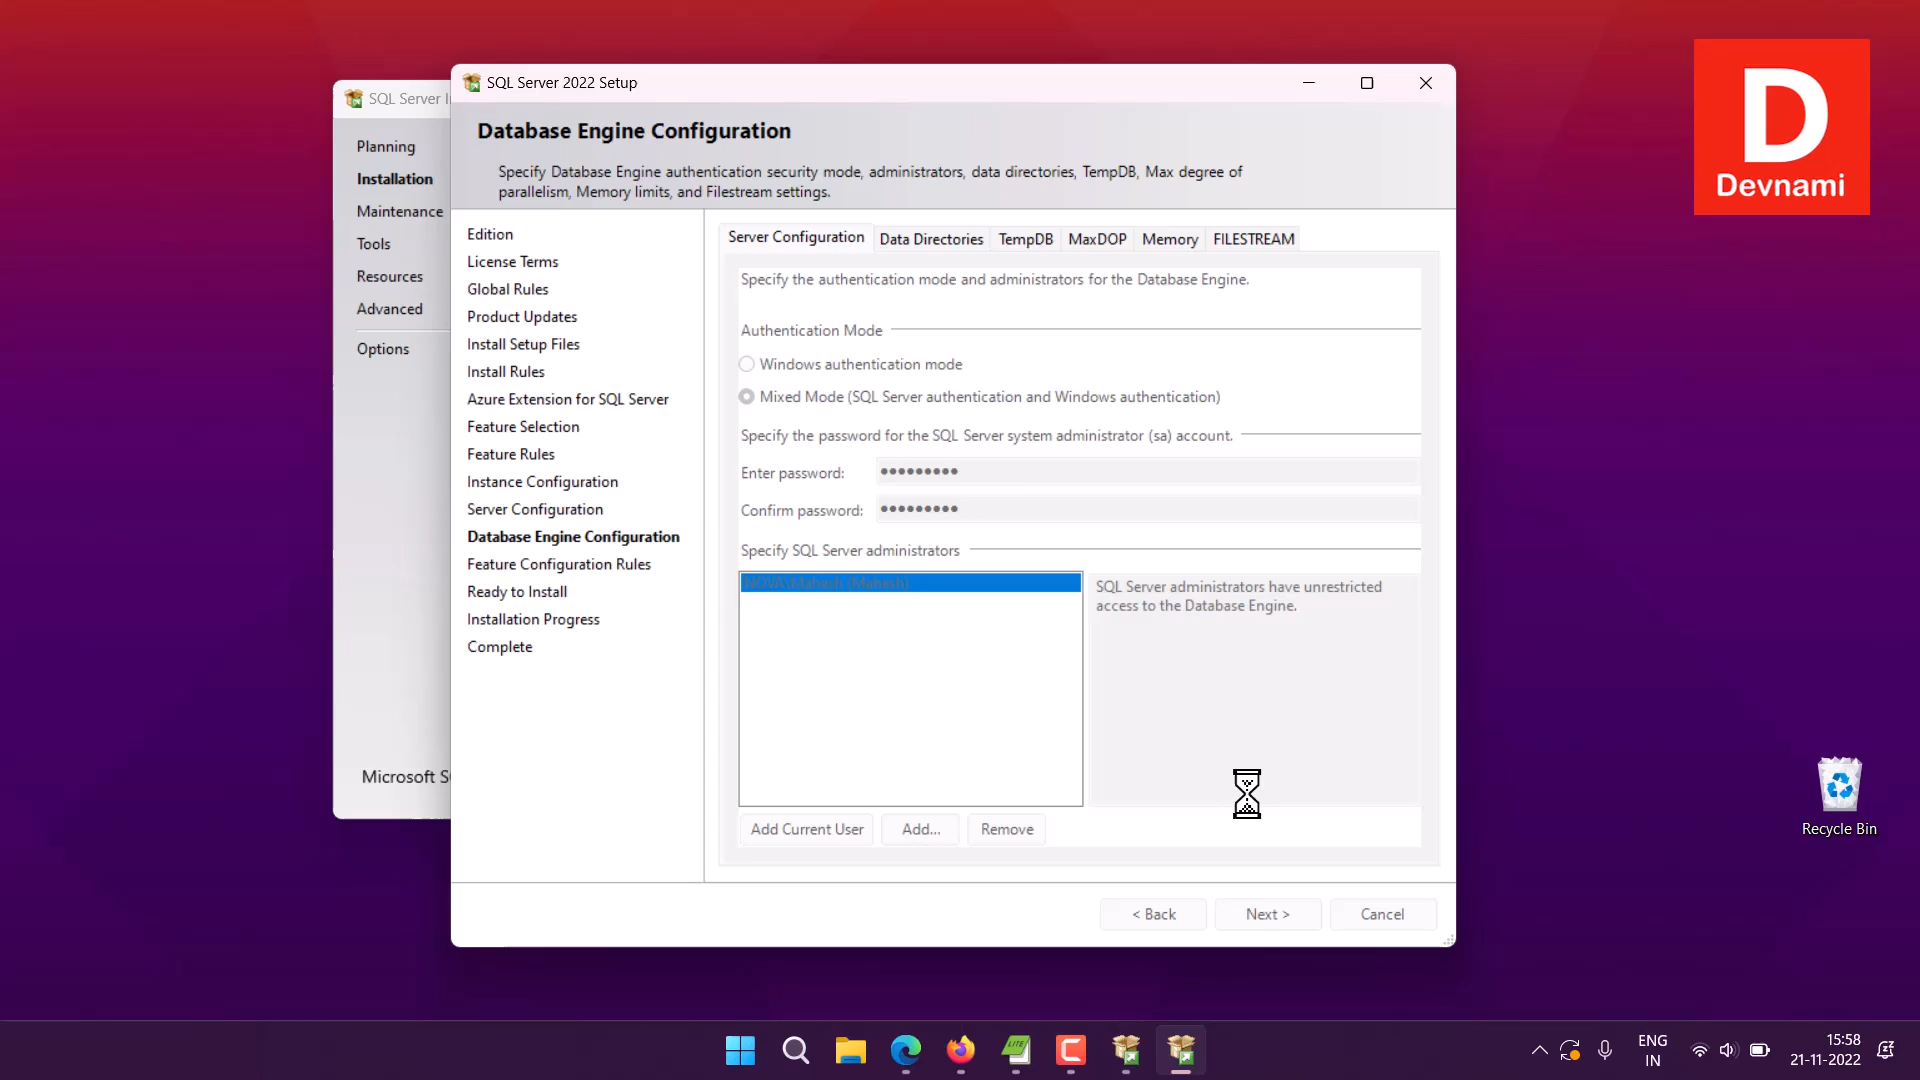 D
Devnami
SQL Server I
Planning
Installation
Maintenance
Tools
Resources
Advanced
Options
Microsoft S
SQL Server 2022 Setup
Database Engine Configuration
Specify Database Engine authentication security mode, administrators, data directories, TempDB, Max degree of
parallelism, Memory limits, and Filestream settings.
Edition
License Terms
Global Rules
Product Updates
Install Setup Files
Install Rules
Azure Extension for SQL Server
Feature Selection
Feature Rules
Instance Configuration
Server Configuration
Database Engine Configuration
Feature Configuration Rules
Ready to Install
Installation Progress
Complete
Server Configuration Data Directories TempDB MaxDOP Memory FILESTREAM
Specify the authentication mode and administrators for the Database Engine.
Authentication Mode
Windows authentication mode
Mixed Mode (SQL Server authentication and Windows authentication)
Specify the password for the SQL Server system administrator (sa) account.
Enter password: ●●●●●●●●●
Confirm password: ●●●●●●●●●
Specify SQL Server administrators
NOVA\Mahesh (Mahesh)
SQL Server administrators have unrestricted
access to the Database Engine.
Add Current User Add... Remove
< Back Next > Cancel
Recycle Bin
LITE
ENG
IN
15:58
21-11-2022